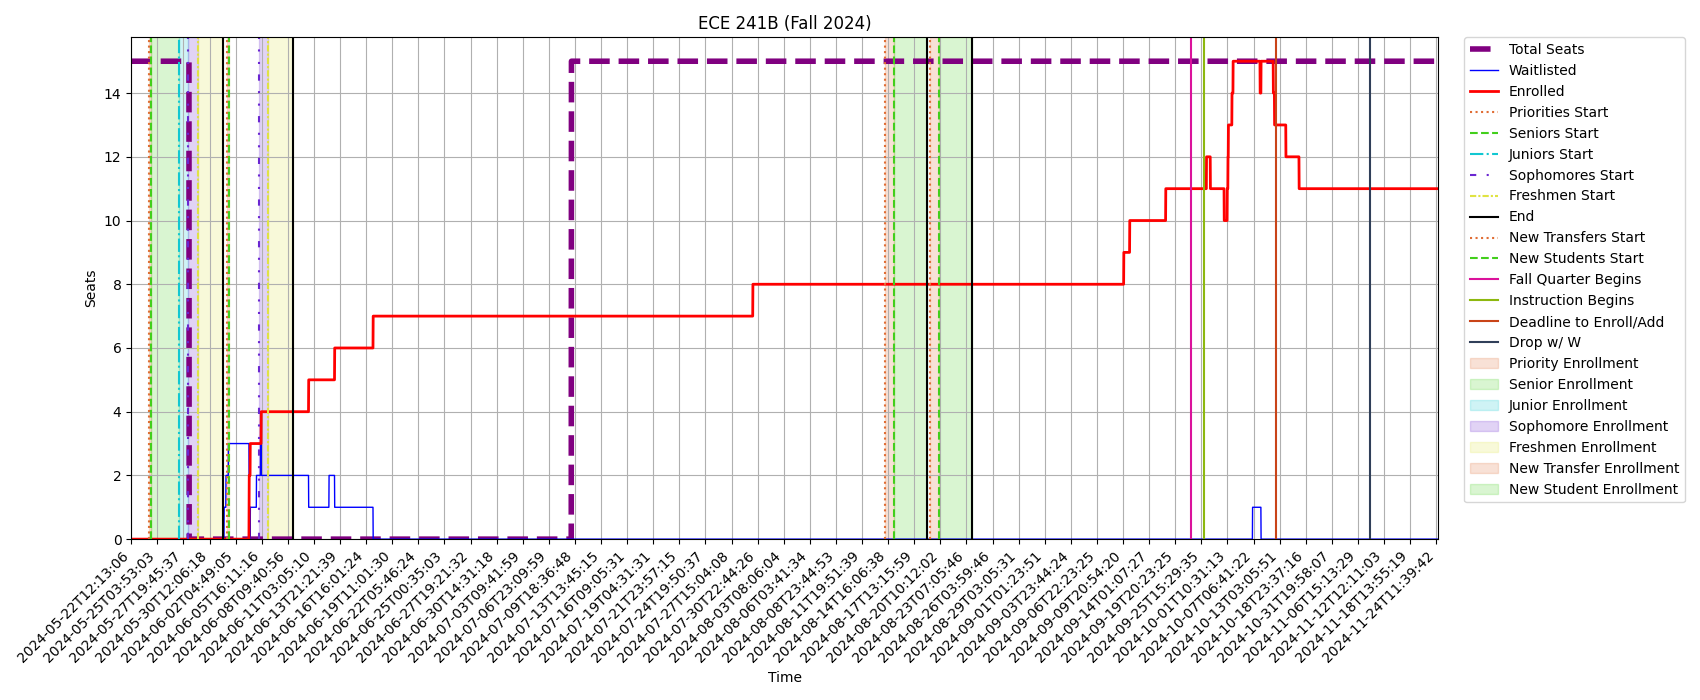 ECE 241B (Fall 2024)
Seats
14
12
10
8
6
4
2
0
2024-05-22T12:13:06
2024-05-25T03:53:03
2024-05-27T19:45:37
2024-05-30T12:06:18
2024-06-02T04:49:05
2024-06-05T16:11:16
2024-06-08T09:40:56
2024-06-11T03:05:10
2024-06-13T21:21:39
2024-06-16T16:01:24
2024-06-19T11:01:30
2024-06-22T05:46:24
2024-06-25T00:35:03
2024-06-27T19:21:32
2024-06-30T14:31:18
2024-07-03T09:41:59
2024-07-06T23:09:59
2024-07-09T18:36:48
2024-07-13T13:45:15
2024-07-16T09:05:31
2024-07-19T04:31:31
2024-07-21T23:57:15
2024-07-24T19:50:37
2024-07-27T15:04:08
2024-07-30T22:44:26
2024-08-03T08:06:04
2024-08-06T03:41:34
2024-08-08T23:44:53
2024-08-11T19:51:39
2024-08-14T16:06:38
2024-08-17T13:15:59
2024-08-20T10:12:02
2024-08-23T07:05:46
2024-08-26T03:59:46
2024-08-29T03:05:31
2024-09-01T01:23:51
2024-09-03T23:44:24
2024-09-06T22:23:25
2024-09-09T20:54:20
2024-09-14T01:07:27
2024-09-19T20:23:25
2024-09-25T15:29:35
2024-10-01T10:31:13
2024-10-07T06:41:22
2024-10-13T03:05:51
2024-10-18T23:37:16
2024-10-31T19:58:07
2024-11-06T15:13:29
2024-11-12T12:11:03
2024-11-18T13:55:19
2024-11-24T11:39:42
Time
Total Seats
Waitlisted
Enrolled
Priorities Start
Seniors Start
Juniors Start
Sophomores Start
Freshmen Start
End
New Transfers Start
New Students Start
Fall Quarter Begins
Instruction Begins
Deadline to Enroll/Add
Drop w/ W
Priority Enrollment
Senior Enrollment
Junior Enrollment
Sophomore Enrollment
Freshmen Enrollment
New Transfer Enrollment
New Student Enrollment